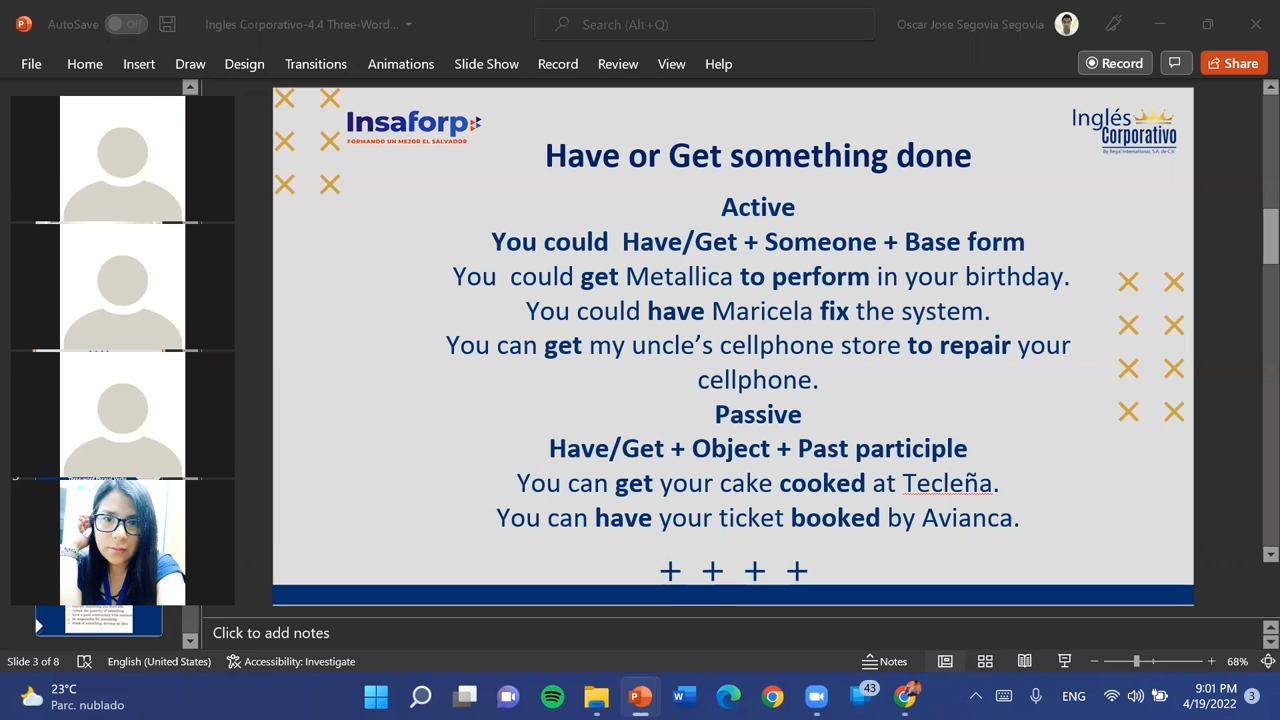 AutoSave Off Ingles Corporativo-4.4 Three-Word... Search (Alt+Q) Oscar Jose Segovia Segovia
File Home Insert Draw Design Transitions Animations Slide Show Record Review View Help Record Share
Insaforp
FORMANDO UN MEJOR EL SALVADOR
Inglés
Corporativo
By Regal International, S.A. de C.V.
Have or Get something done
Active
You could Have/Get + Someone + Base form
You could get Metallica to perform in your birthday.
You could have Maricela fix the system.
You can get my uncle's cellphone store to repair your
cellphone.
Passive
Have/Get + Object + Past participle
You can get your cake cooked at Tecleña.
You can have your ticket booked by Avianca.
+ + + +
Click to add notes
Slide 3 of 8 English (United States) Accessibility: Investigate Notes 68%
23°C
Parc. nublado
43
ENG
9:01 PM
4/19/2022
3